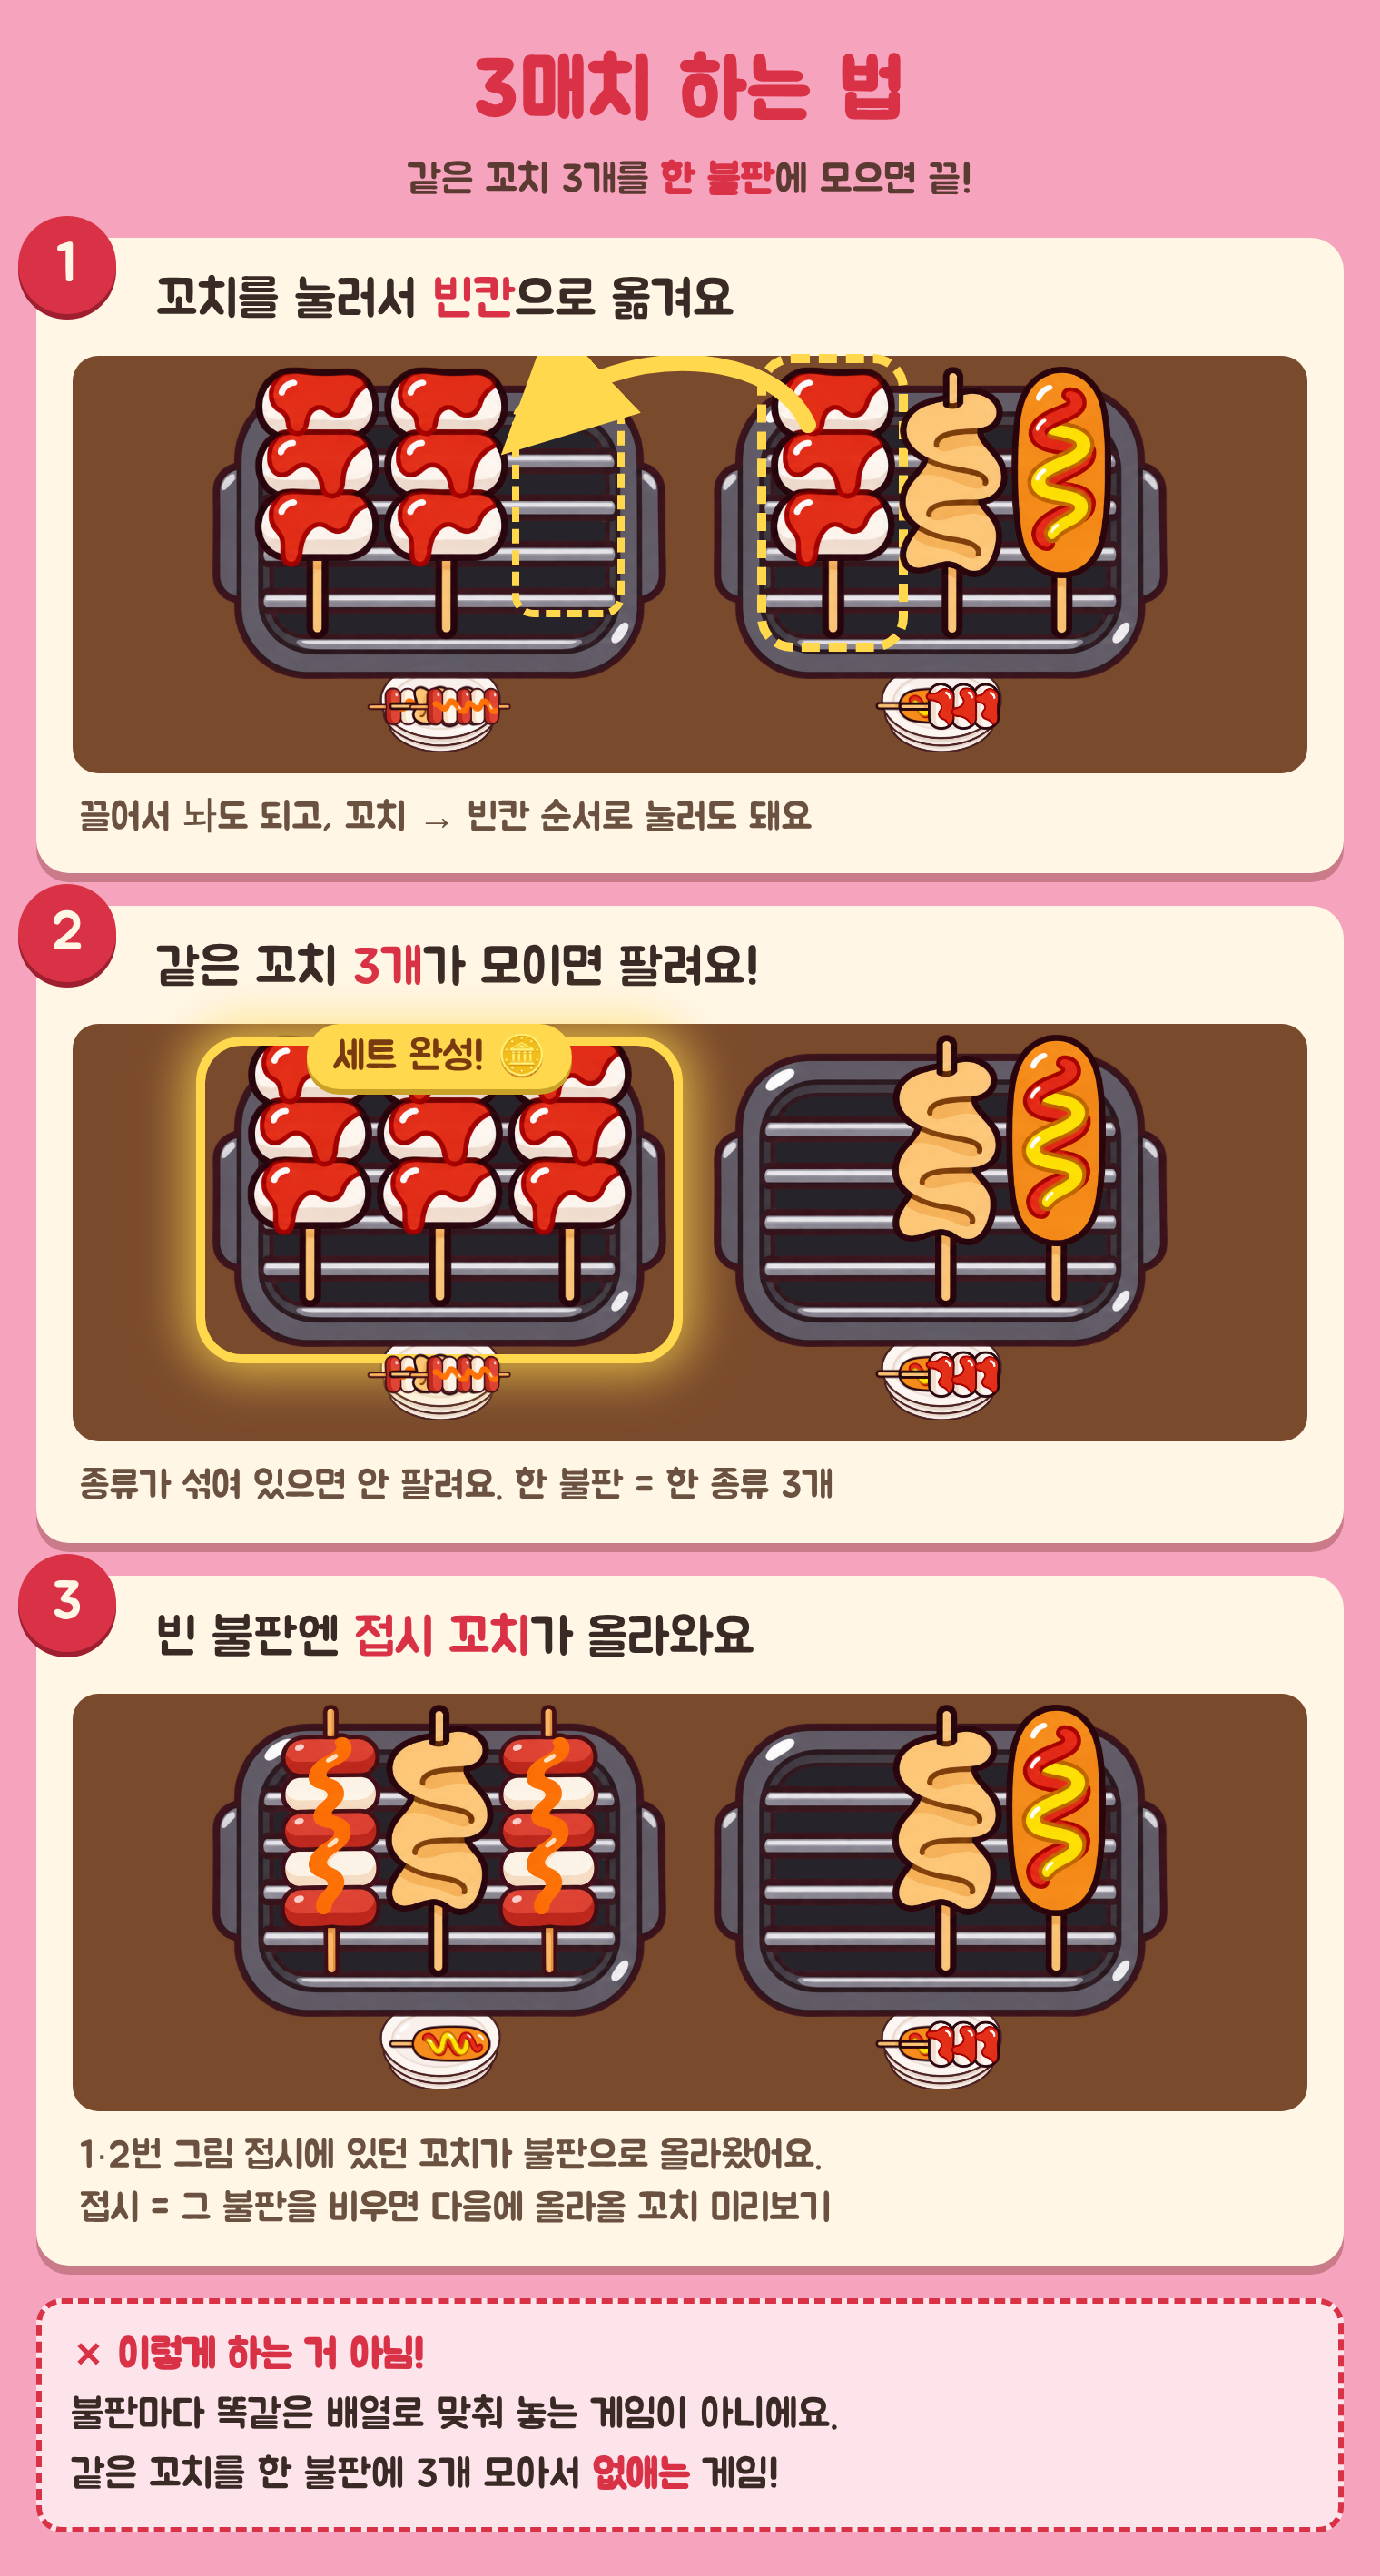 3매치 하는 법
같은 꼬치 3개를 한 불판에 모으면 끝!
1
꼬치를 눌러서 빈칸으로 옮겨요
끌어서 놔도 되고, 꼬치 → 빈칸 순서로 눌러도 돼요
2
같은 꼬치 3개가 모이면 팔려요!
세트 완성!
종류가 섞여 있으면 안 팔려요. 한 불판 = 한 종류 3개
3
빈 불판엔 접시 꼬치가 올라와요
1·2번 그림 접시에 있던 꼬치가 불판으로 올라왔어요.
접시 = 그 불판을 비우면 다음에 올라올 꼬치 미리보기
× 이렇게 하는 거 아님!
불판마다 똑같은 배열로 맞춰 놓는 게임이 아니에요.
같은 꼬치를 한 불판에 3개 모아서 없애는 게임!